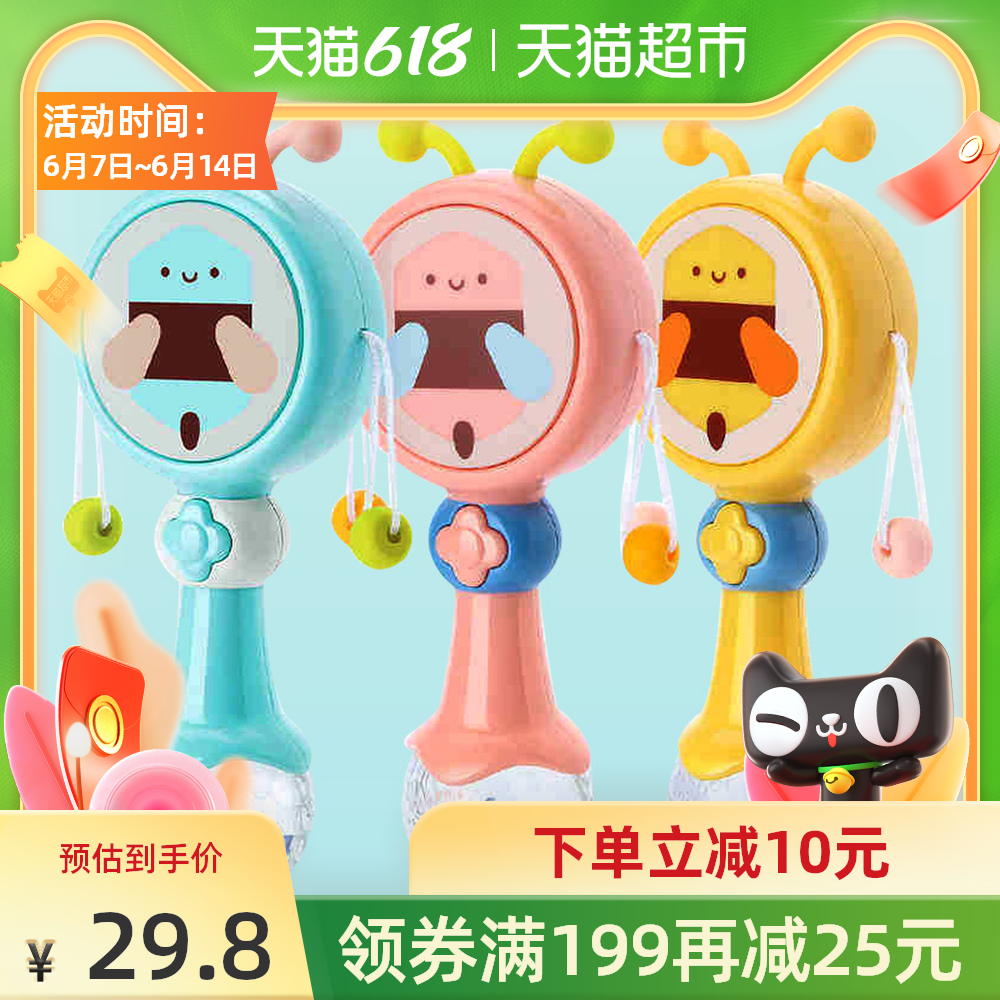 天猫618 | 天猫超市
活动时间：
6月7日~6月14日
预估到手价
¥ 29.8
下单立减10元
领券满199再减25元